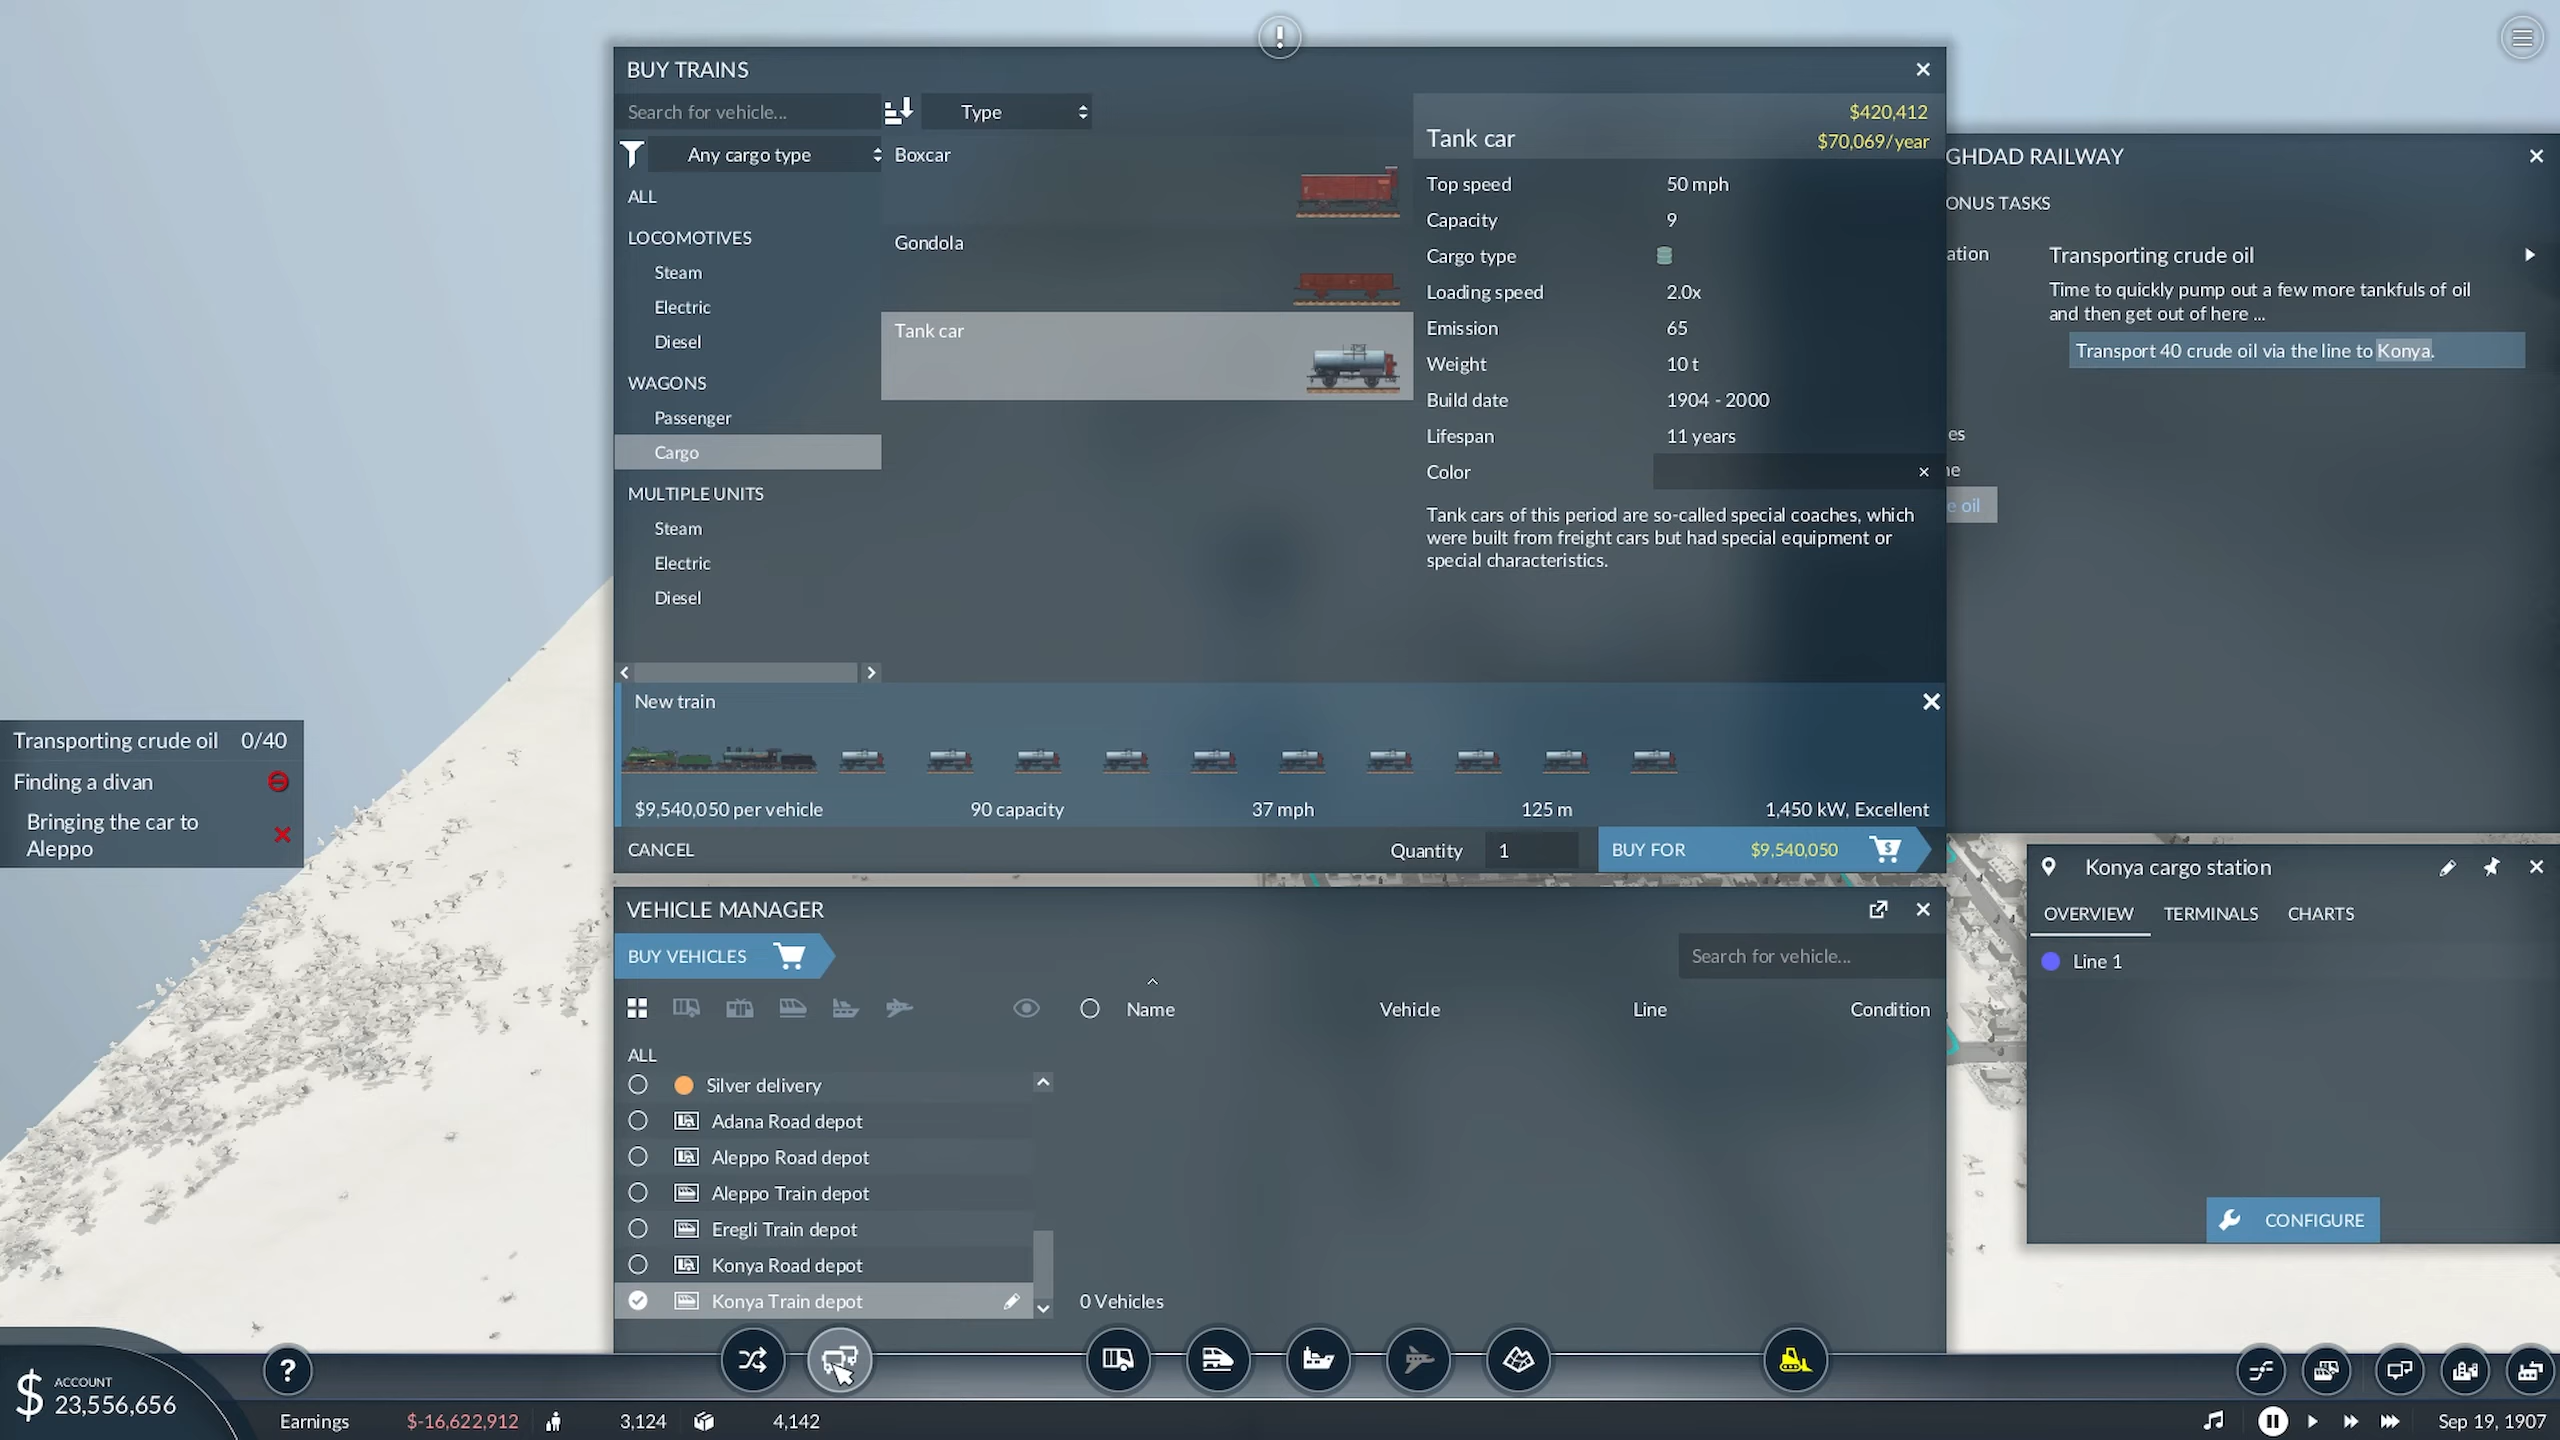 BUY TRAINS
Search for vehicle...
Type
Any cargo type
ALL
LOCOMOTIVES
Steam
Electric
Diesel
WAGONS
Passenger
Cargo
MULTIPLE UNITS
Steam
Electric
Diesel
Boxcar
Gondola
Tank car
Tank car
$420,412
$70,069/year
Top speed 50 mph
Capacity 9
Cargo type
Loading speed 2.0x
Emission 65
Weight 10 t
Build date 1904 - 2000
Lifespan 11 years
Color
Tank cars of this period are so-called special coaches, which
were built from freight cars but had special equipment or
special characteristics.
New train
$9,540,050 per vehicle 90 capacity 37 mph 125 m 1,450 kW, Excellent
CANCEL Quantity 1 BUY FOR $9,540,050
GHDAD RAILWAY
ONUS TASKS
ation
es
ne
e oil
Transporting crude oil
Time to quickly pump out a few more tankfuls of oil
and then get out of here ...
Transport 40 crude oil via the line to Konya.
Transporting crude oil 0/40
Finding a divan
Bringing the car to
Aleppo
VEHICLE MANAGER
BUY VEHICLES
Search for vehicle...
Name Vehicle Line Condition
ALL
Silver delivery
Adana Road depot
Aleppo Road depot
Aleppo Train depot
Eregli Train depot
Konya Road depot
Konya Train depot
0 Vehicles
Konya cargo station
OVERVIEW TERMINALS CHARTS
Line 1
CONFIGURE
$ ACCOUNT
23,556,656
?
Earnings $-16,622,912 3,124 4,142
Sep 19, 1907